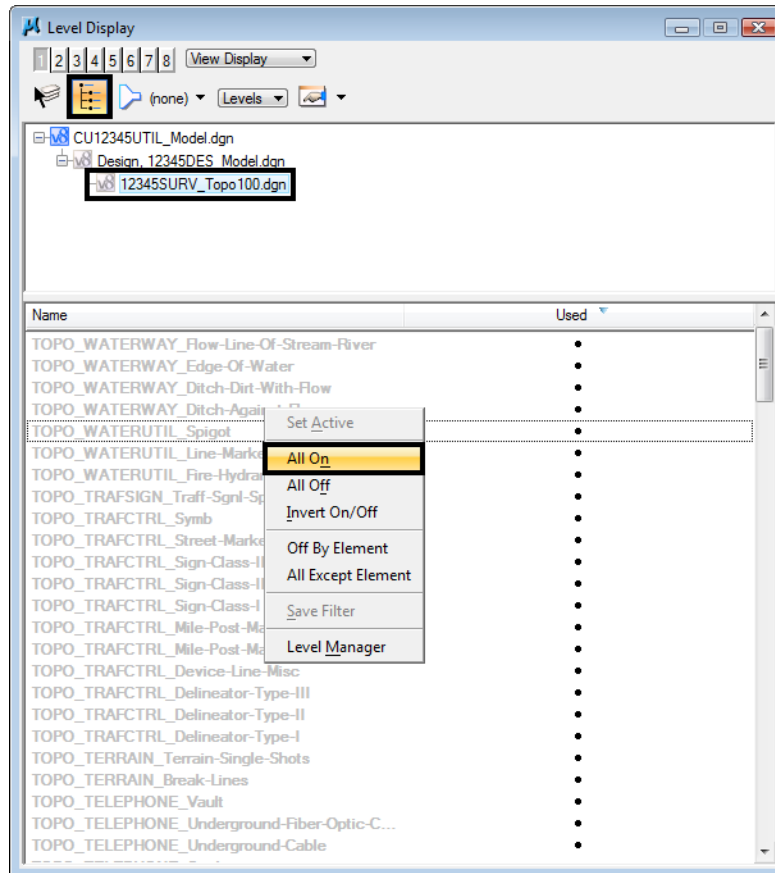 Level Display
1 2 3 4 5 6 7 8 View Display
(none) Levels
CU12345UTIL_Model.dgn
Design, 12345DES_Model.dgn
12345SURV_Topo100.dgn
Name Used
TOPO_WATERWAY_Flow-Line-Of-Stream-River
TOPO_WATERWAY_Edge-Of-Water
TOPO_WATERWAY_Ditch-Dirt-With-Flow
TOPO_WATERWAY_Ditch-Again
TOPO_WATERUTIL_Spigot
TOPO_WATERUTIL_Line-Marke
TOPO_WATERUTIL_Fire-Hydra
TOPO_TRAFSIGN_Traff-Sgnl-Sp
TOPO_TRAFCTRL_Symb
TOPO_TRAFCTRL_Street-Marke
TOPO_TRAFCTRL_Sign-Class-II
TOPO_TRAFCTRL_Sign-Class-II
TOPO_TRAFCTRL_Sign-Class-I
TOPO_TRAFCTRL_Mile-Post-Ma
TOPO_TRAFCTRL_Mile-Post-Ma
TOPO_TRAFCTRL_Device-Line-Misc
TOPO_TRAFCTRL_Delineator-Type-III
TOPO_TRAFCTRL_Delineator-Type-II
TOPO_TRAFCTRL_Delineator-Type-I
TOPO_TERRAIN_Terrain-Single-Shots
TOPO_TERRAIN_Break-Lines
TOPO_TELEPHONE_Vault
TOPO_TELEPHONE_Underground-Fiber-Optic-C...
TOPO_TELEPHONE_Underground-Cable
Set Active
All On
All Off
Invert On/Off
Off By Element
All Except Element
Save Filter
Level Manager